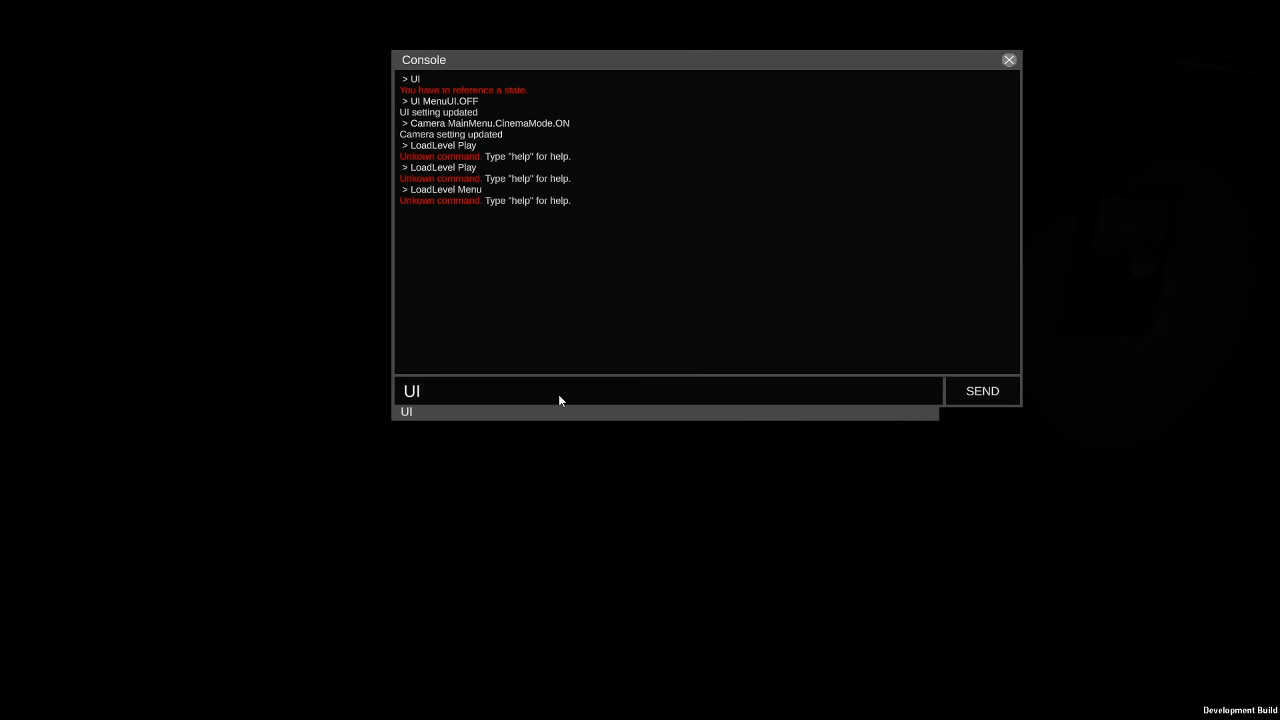 Console
> UI
You have to reference a state.
> UI MenuUI.OFF
UI setting updated
> Camera MainMenu.CinemaMode.ON
Camera setting updated
> LoadLevel Play
Unkown command. Type "help" for help.
> LoadLevel Play
Unkown command. Type "help" for help.
> LoadLevel Menu
Unkown command. Type "help" for help.
UI
SEND
UI
Development Build